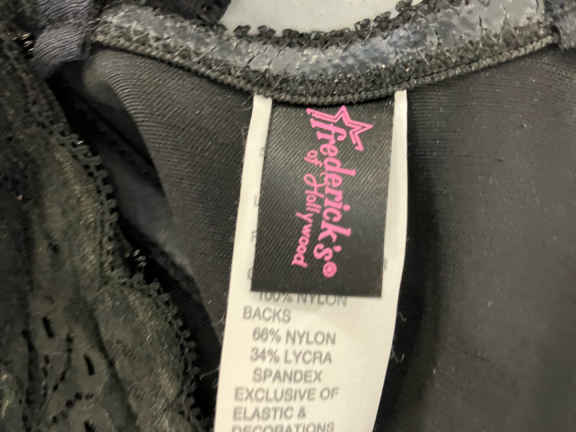 frederick's®
of Hollywood
100% NYLON
BACKS
66% NYLON
34% LYCRA
SPANDEX
EXCLUSIVE OF
ELASTIC &
DECORATIONS